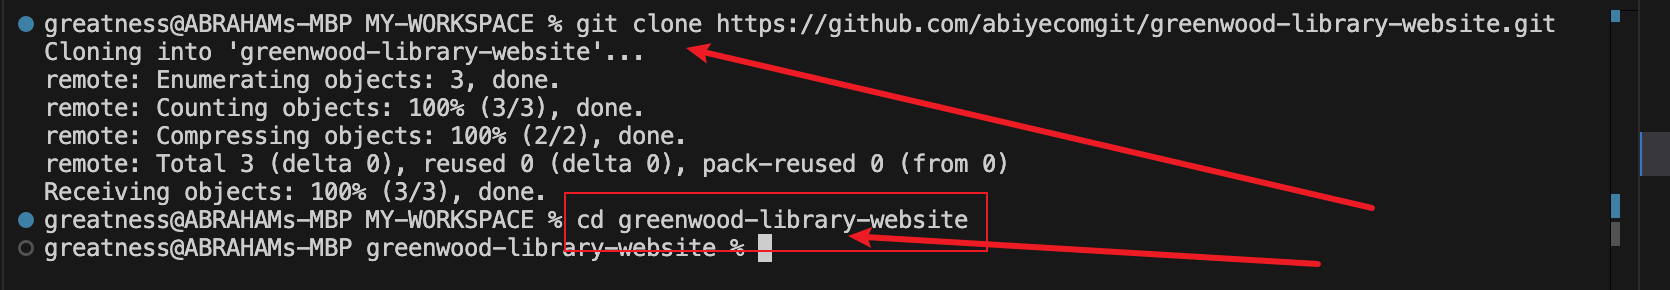 greatness@ABRAHAMs-MBP MY-WORKSPACE % git clone https://github.com/abiyecomgit/greenwood-library-website.git
Cloning into 'greenwood-library-website'...
remote: Enumerating objects: 3, done.
remote: Counting objects: 100% (3/3), done.
remote: Compressing objects: 100% (2/2), done.
remote: Total 3 (delta 0), reused 0 (delta 0), pack-reused 0 (from 0)
Receiving objects: 100% (3/3), done.
greatness@ABRAHAMs-MBP MY-WORKSPACE % cd greenwood-library-website
greatness@ABRAHAMs-MBP greenwood-library-website %